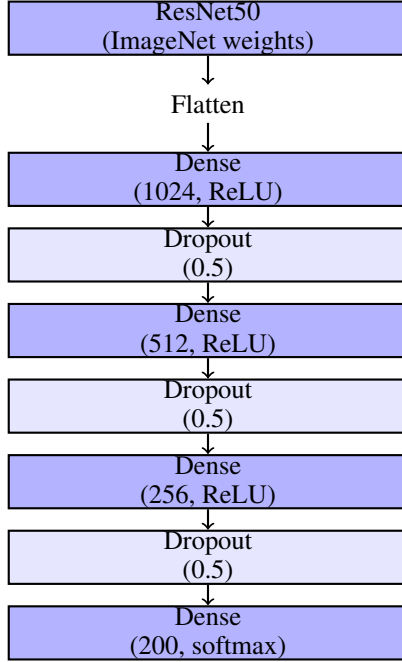 ResNet50
(ImageNet weights)
Flatten
Dense
(1024, ReLU)
Dropout
(0.5)
Dense
(512, ReLU)
Dropout
(0.5)
Dense
(256, ReLU)
Dropout
(0.5)
Dense
(200, softmax)